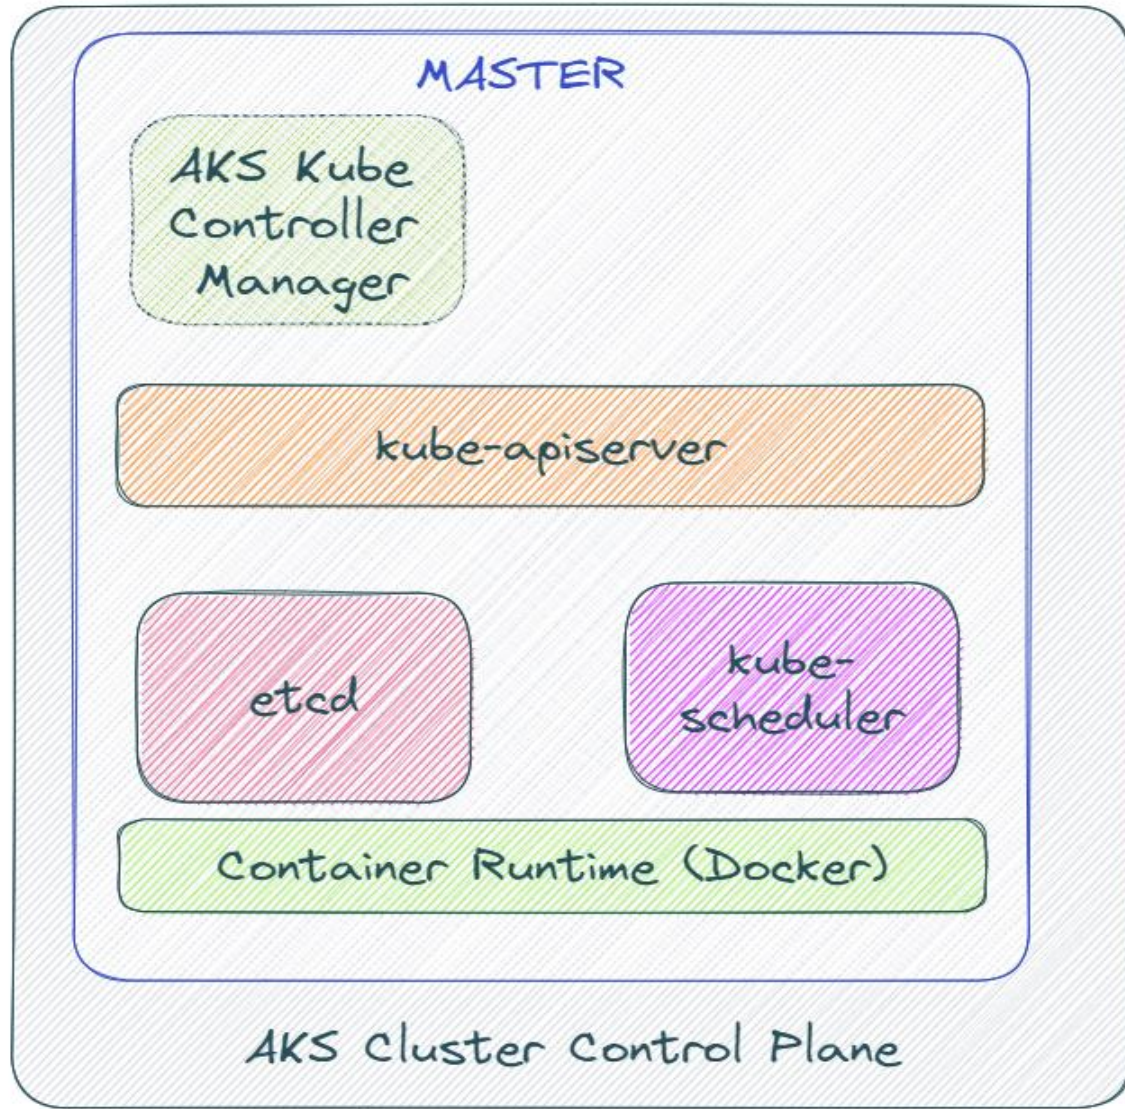 MASTER
AKS Kube
Controller
Manager
kube-apiserver
etcd
kube-
scheduler
Container Runtime (Docker)
AKS Cluster Control Plane